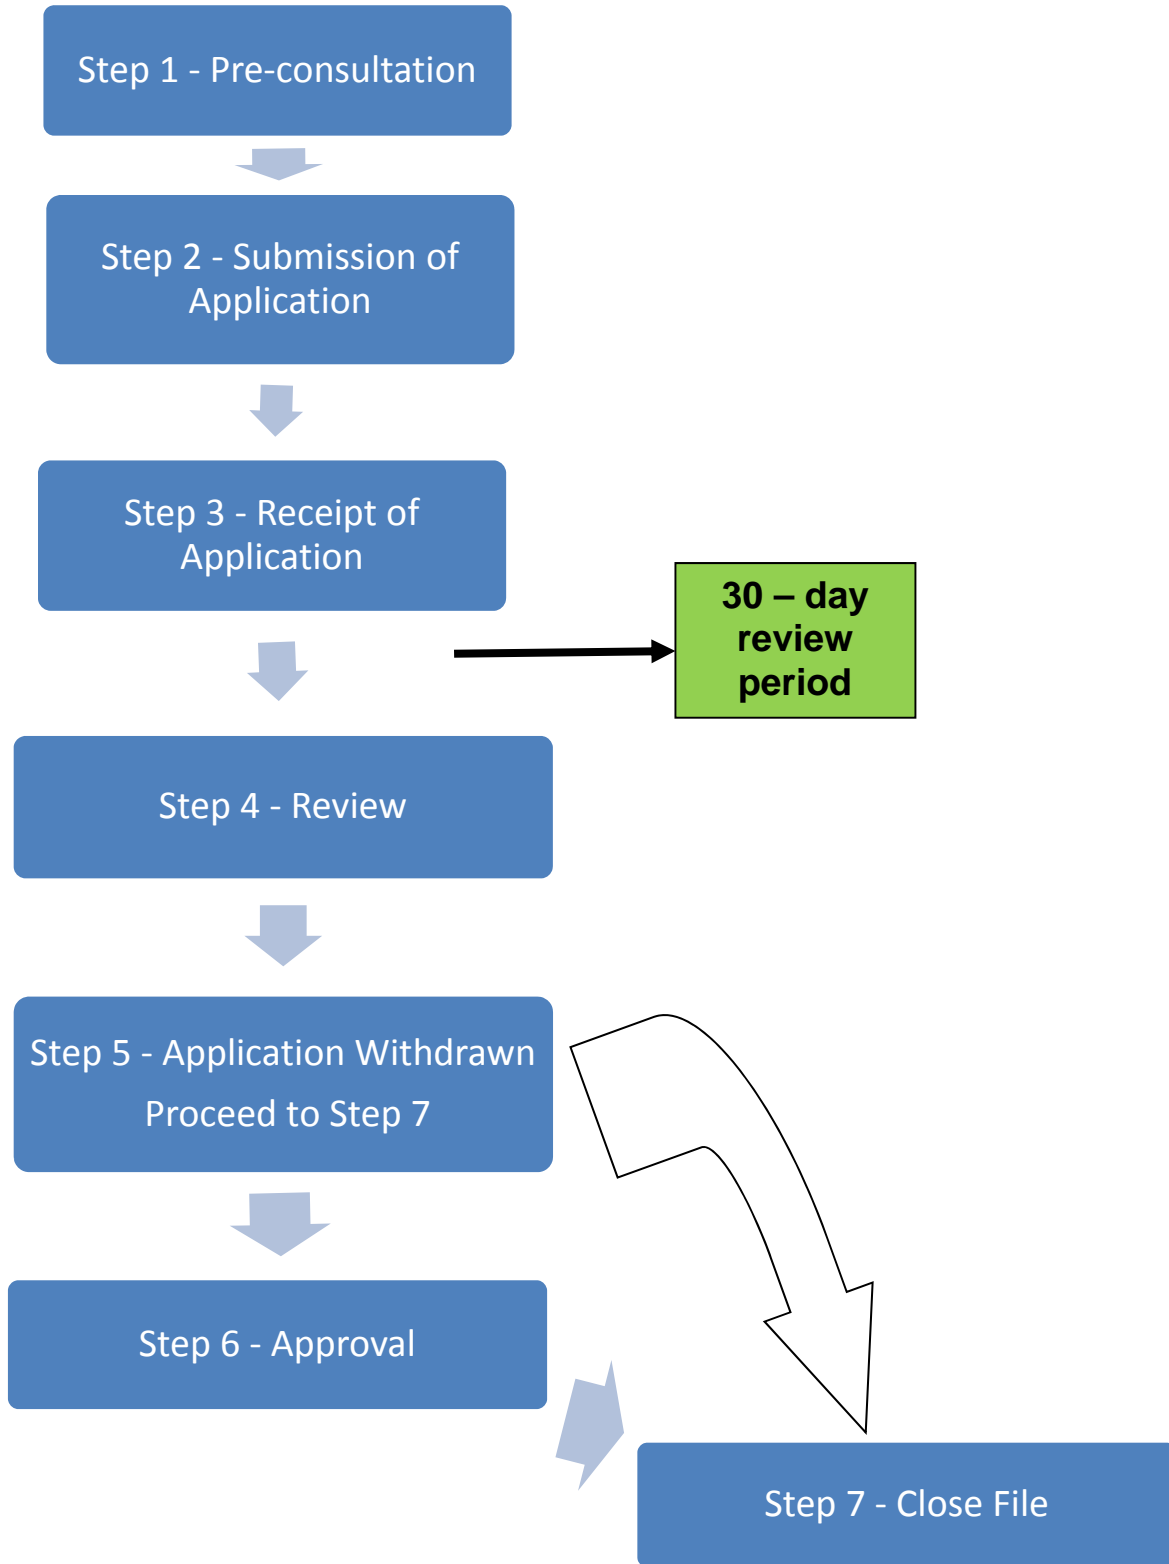 Step 1 - Pre-consultation
Step 2 - Submission of
Application
Step 3 - Receipt of
Application
30 – day
review
period
Step 4 - Review
Step 5 - Application Withdrawn
Proceed to Step 7
Step 6 - Approval
Step 7 - Close File